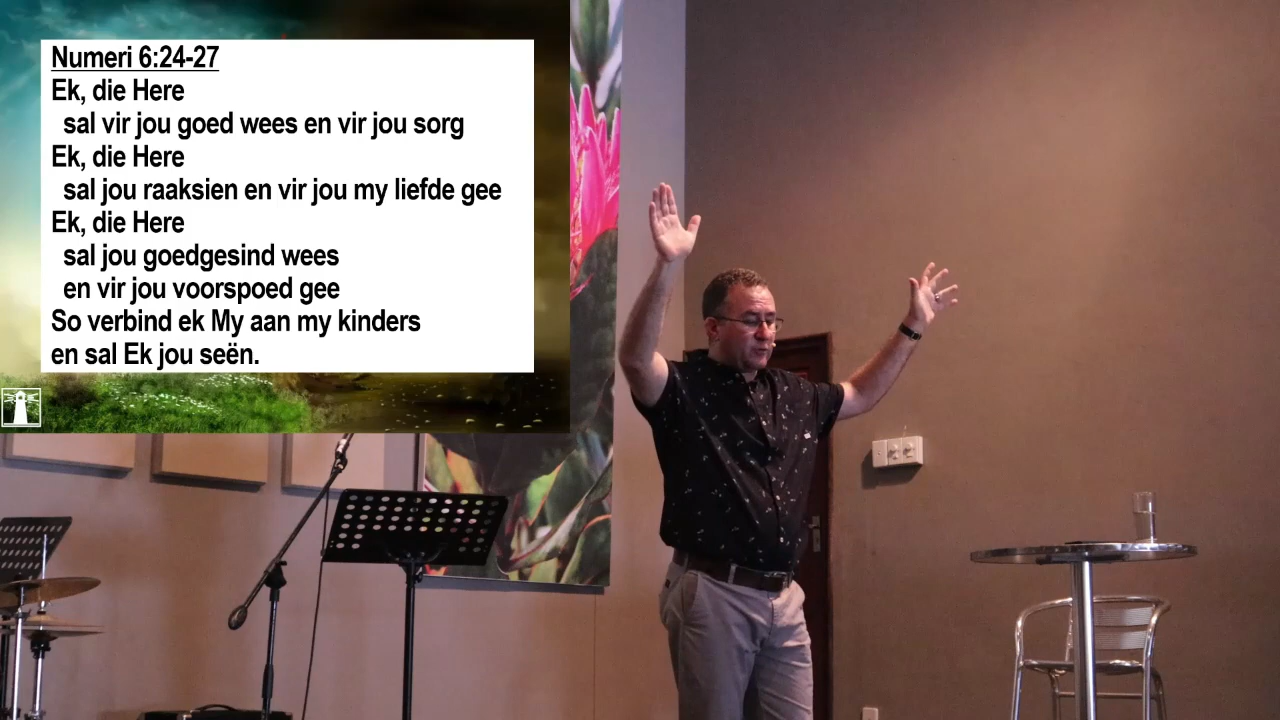 Numeri 6:24-27
Ek, die Here
sal vir jou goed wees en vir jou sorg
Ek, die Here
sal jou raaksien en vir jou my liefde gee
Ek, die Here
sal jou goedgesind wees
en vir jou voorspoed gee
So verbind ek My aan my kinders
en sal Ek jou seën.